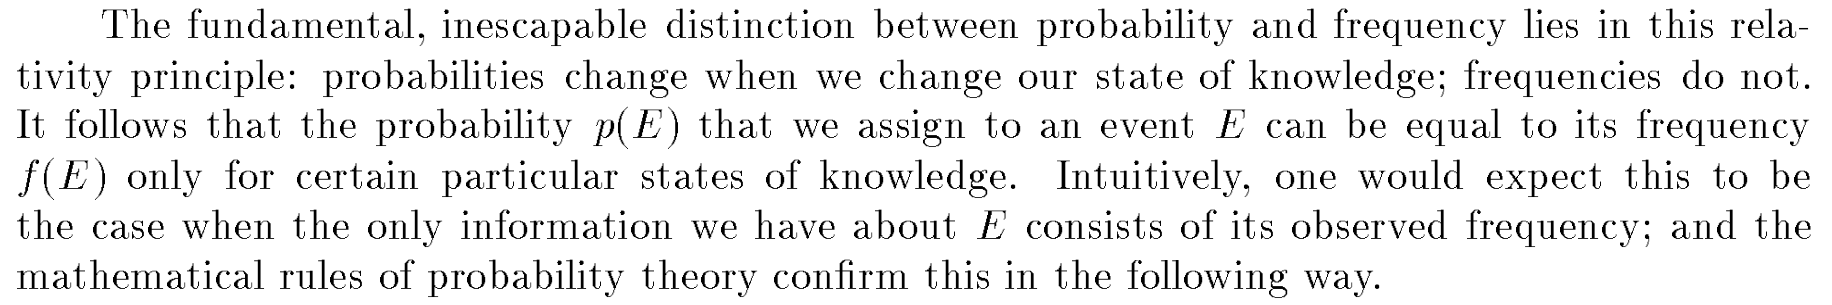 The fundamental, inescapable distinction between probability and frequency lies in this rela-
tivity principle: probabilities change when we change our state of knowledge; frequencies do not.
It follows that the probability p(E) that we assign to an event E can be equal to its frequency
f(E) only for certain particular states of knowledge. Intuitively, one would expect this to be
the case when the only information we have about E consists of its observed frequency; and the
mathematical rules of probability theory confirm this in the following way.